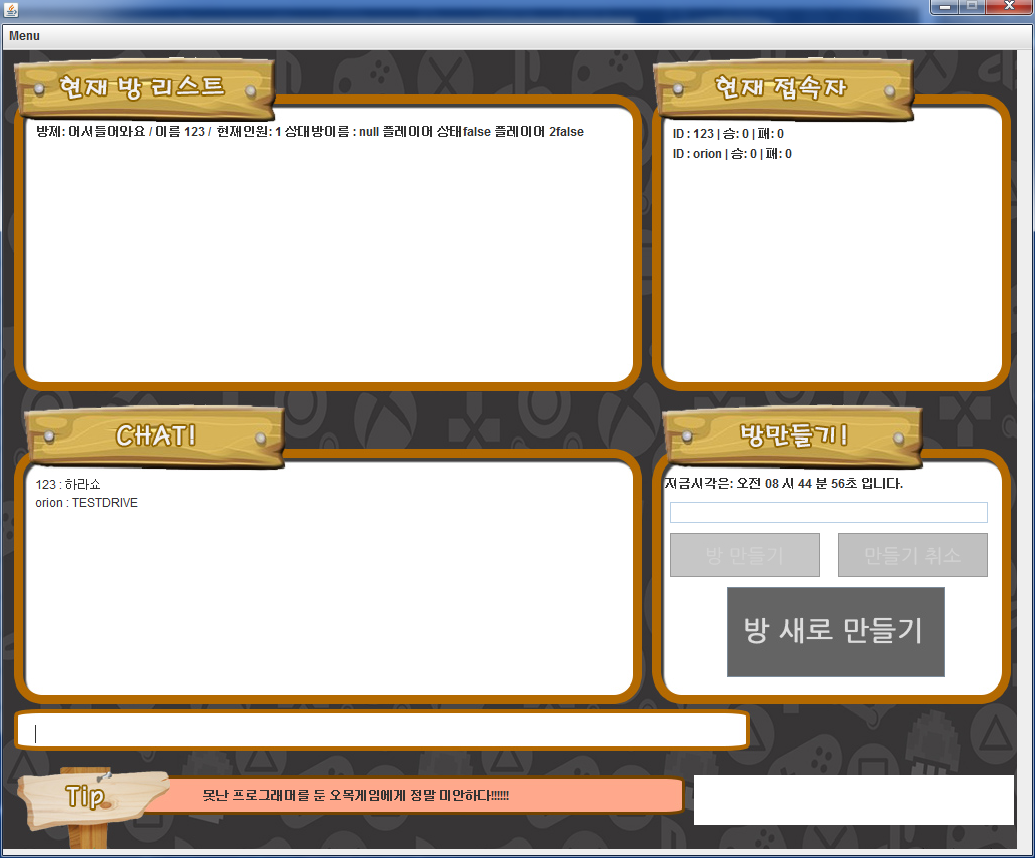 Menu
현재 방 리스트
현재 접속자
방제: 어서들어와요 / 이름 123 / 현재인원: 1 상대방이름 : null 플레이어 상태false 플레이어 2false
ID : 123 | 승: 0 | 패: 0
ID : orion | 승: 0 | 패: 0
CHAT!
방만들기!
123 : 하라쇼
orion : TESTDRIVE
지금시각은: 오전 08 시 44 분 56초 입니다.
방 만들기
만들기 취소
방 새로 만들기
Tip
못난 프로그래머를 둔 오목게임에게 정말 미안하다!!!!!!